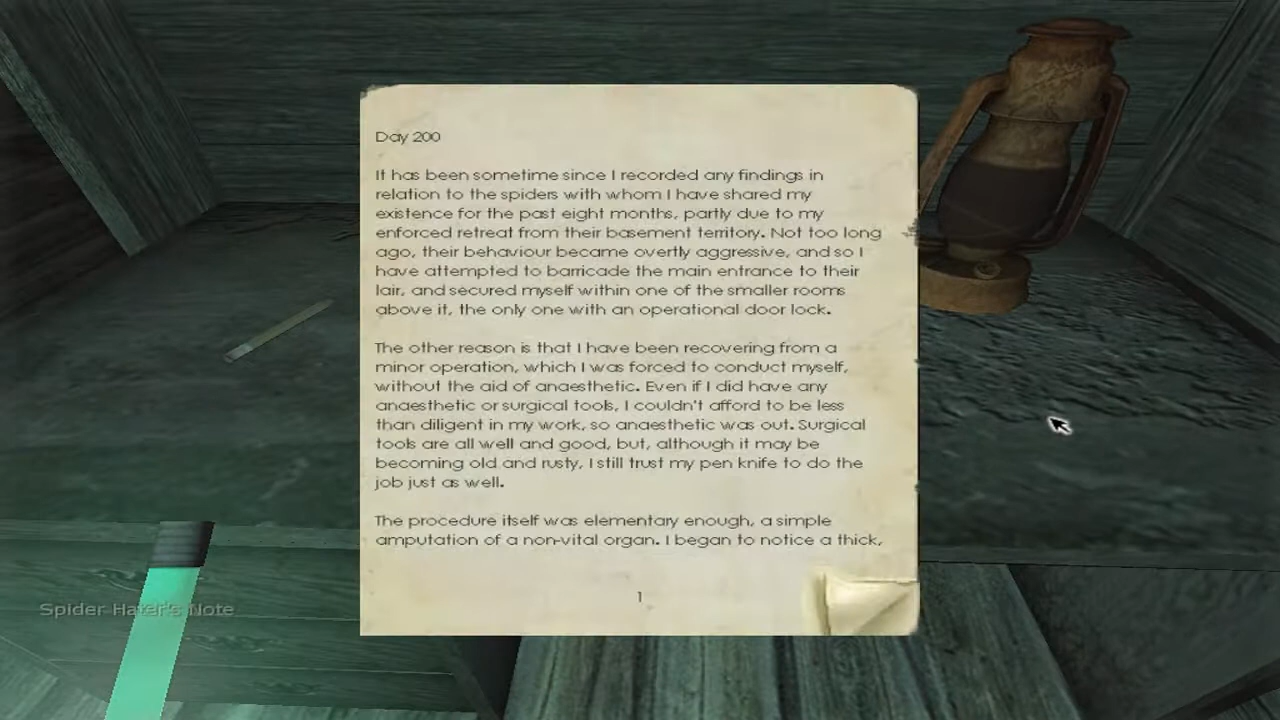 Day 200
It has been sometime since I recorded any findings in
relation to the spiders with whom I have shared my
existence for the past eight months, partly due to my
enforced retreat from their basement territory. Not too long
ago, their behaviour became overtly aggressive, and so I
have attempted to barricade the main entrance to their
lair, and secured myself within one of the smaller rooms
above it, the only one with an operational door lock.
The other reason is that I have been recovering from a
minor operation, which I was forced to conduct myself,
without the aid of anaesthetic. Even if I did have any
anaesthetic or surgical tools, I couldn't afford to be less
than diligent in my work, so anaesthetic was out. Surgical
tools are all well and good, but, although it may be
becoming old and rusty, I still trust my pen knife to do the
job just as well.
The procedure itself was elementary enough, a simple
amputation of a non-vital organ. I began to notice a thick,
1
Spider Hater's Note